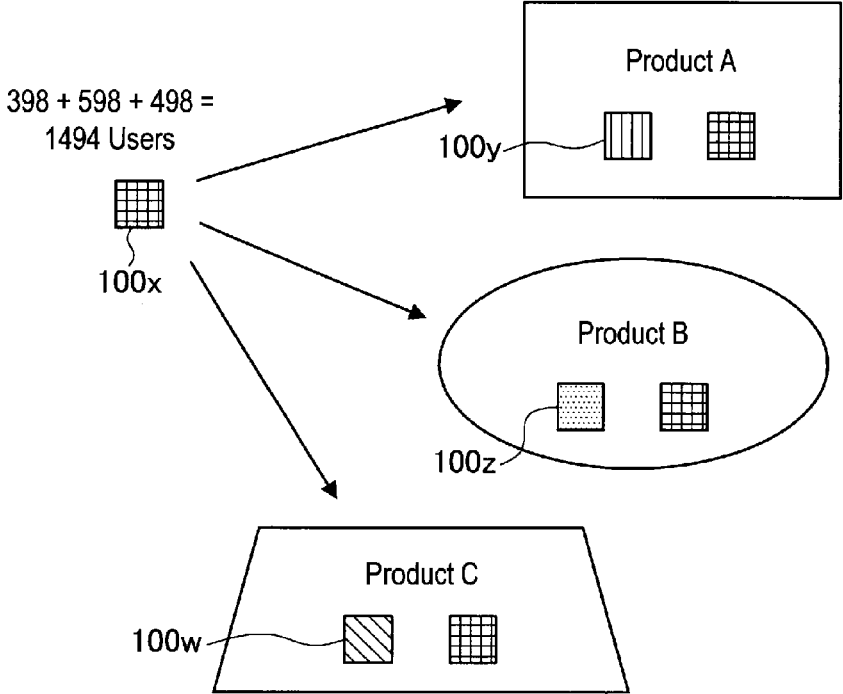 398 + 598 + 498 =
1494 Users
100x
Product A
100y
Product B
100z
Product C
100w